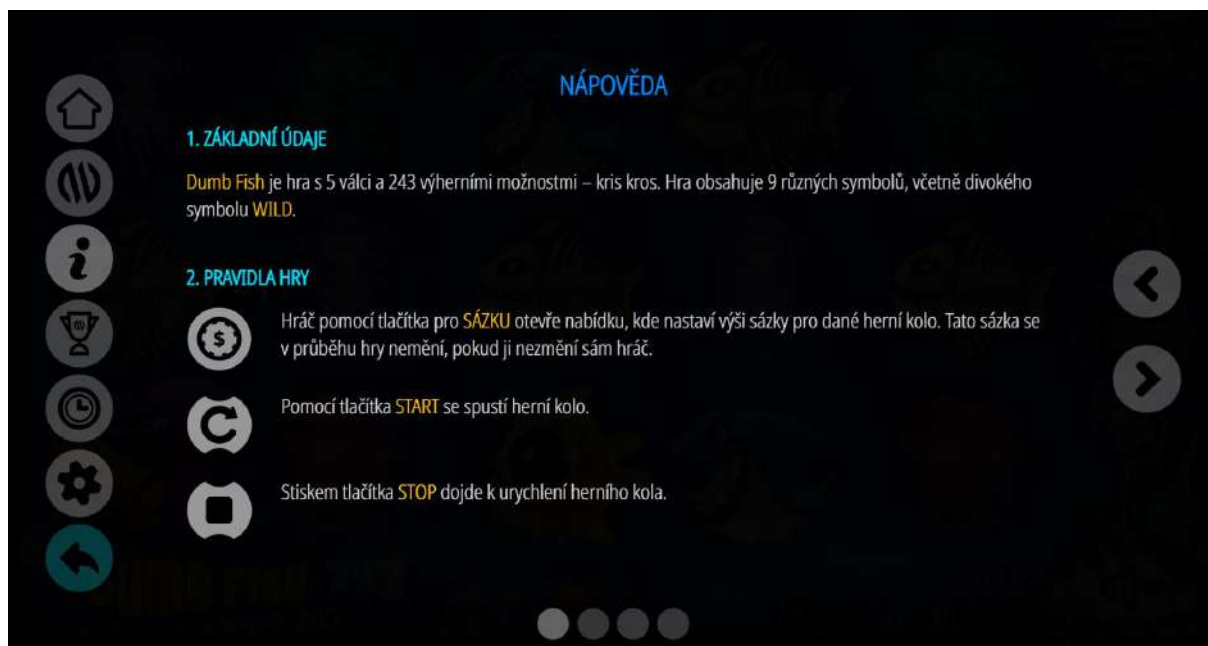 NÁPOVĚDA
1. ZÁKLADNÍ ÚDAJE
Dumb Fish je hra s 5 válci a 243 výherními možnostmi – kris kros. Hra obsahuje 9 různých symbolů, včetně divokého
symbolu WILD.
2. PRAVIDLA HRY
Hráč pomocí tlačítka pro SÁZKU otevře nabídku, kde nastaví výši sázky pro dané herní kolo. Tato sázka se
v průběhu hry nemění, pokud ji nezmění sám hráč.
Pomocí tlačítka START se spustí herní kolo.
Stiskem tlačítka STOP dojde k urychlení herního kola.